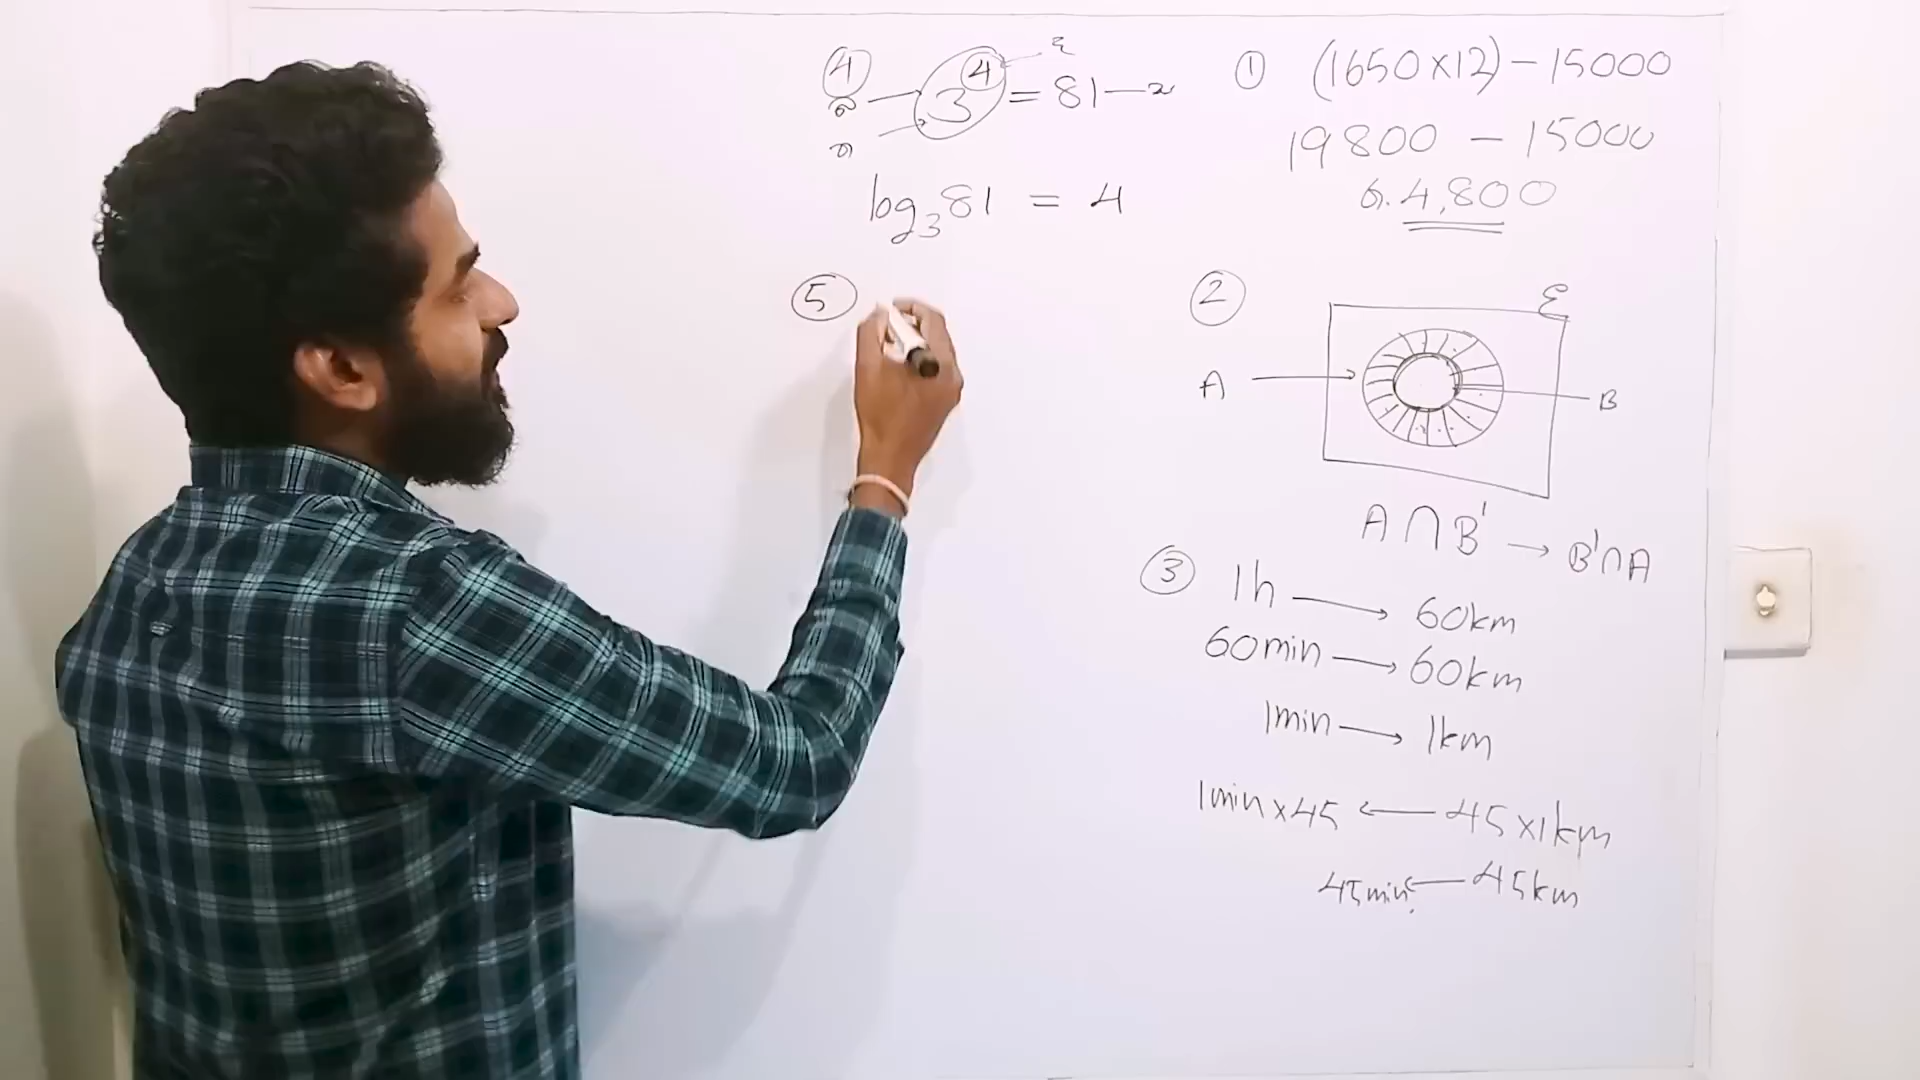 ① (1650×12) – 15000
19800 – 15000
රු. 4,800
②
ε
A
B
A ∩ B' → B'∩A
③ 1h → 60km
60min → 60km
1min → 1km
1min × 45 ← 45 × 1km
45min ← 45km
④
3⁴ = 81
log₃81 = 4
⑤